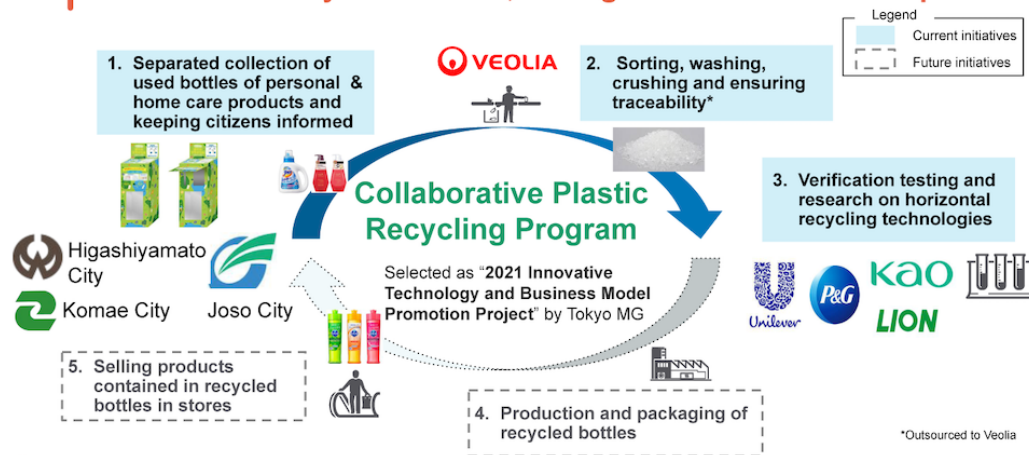 Legend
Current initiatives
Future initiatives
VEOLIA
1. Separated collection of
used bottles of personal &
home care products and
keeping citizens informed
2. Sorting, washing,
crushing and ensuring
traceability*
3. Verification testing and
research on horizontal
recycling technologies
Collaborative Plastic
Recycling Program
Selected as “2021 Innovative
Technology and Business Model
Promotion Project” by Tokyo MG
Higashiyamato
City
Komae City
Joso City
Unilever
P&G
Kao
LION
5. Selling products
contained in recycled
bottles in stores
4. Production and packaging of
recycled bottles
*Outsourced to Veolia